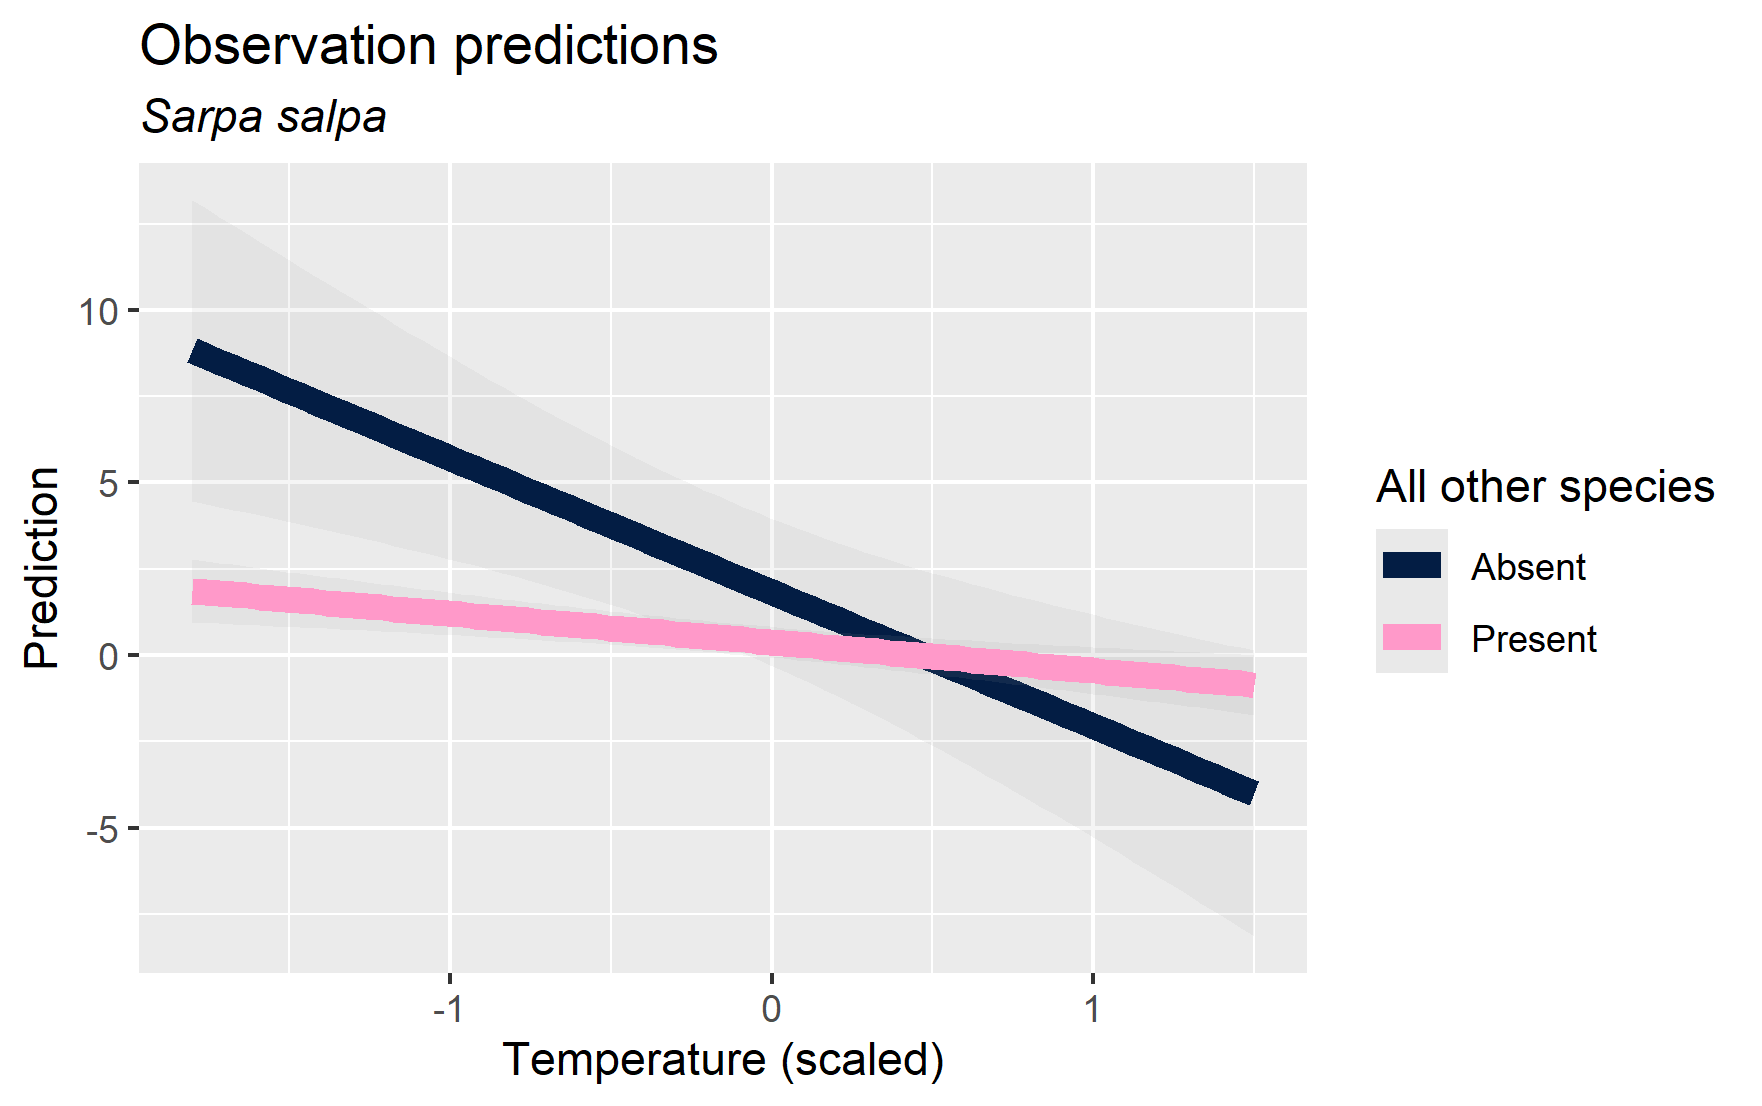 Observation predictions
Sarpa salpa
Prediction
10
5
0
-5
-1
0
1
Temperature (scaled)
All other species
Absent
Present